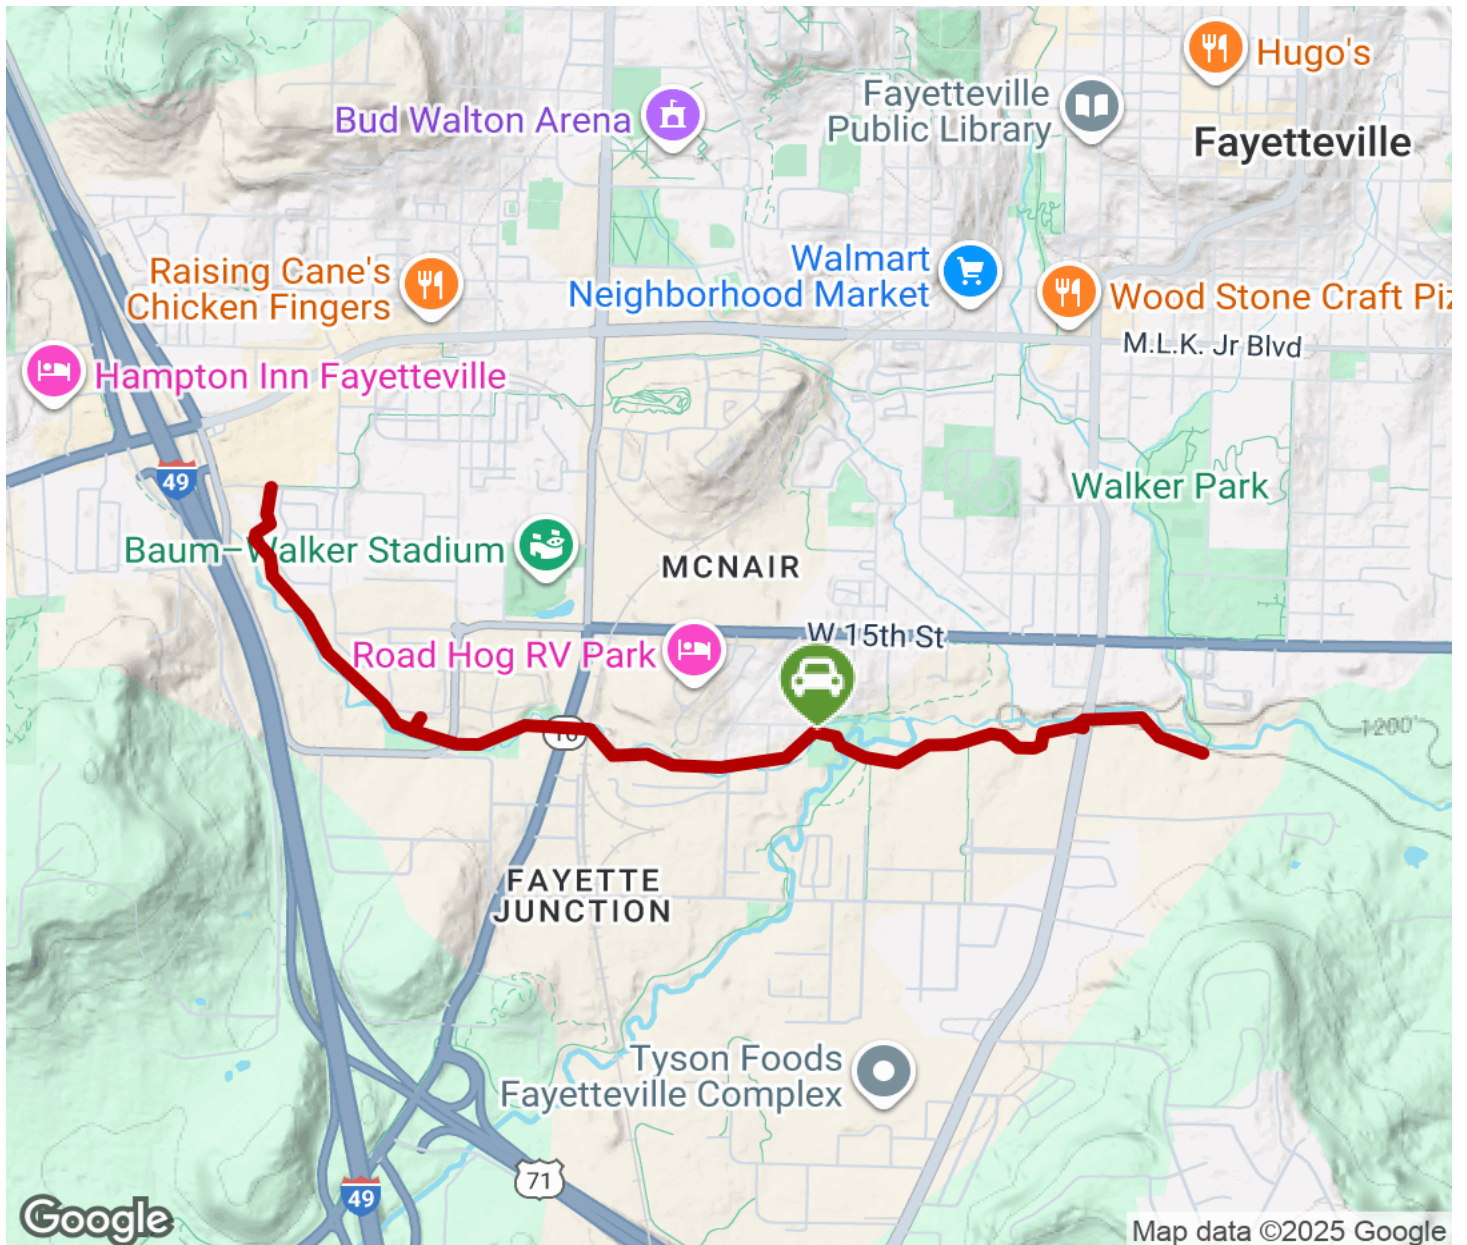 Hugo's
Fayetteville
Public Library
Bud Walton Arena
Fayetteville
Walmart
Neighborhood Market
Raising Cane's
Chicken Fingers
Wood Stone Craft Piz
M.L.K. Jr Blvd
Hampton Inn Fayetteville
49
Walker Park
Baum–Walker Stadium
MCNAIR
W 15th St
Road Hog RV Park
1200'
FAYETTE
JUNCTION
Tyson Foods
Fayetteville Complex
71
49
Google
Map data ©2025 Google